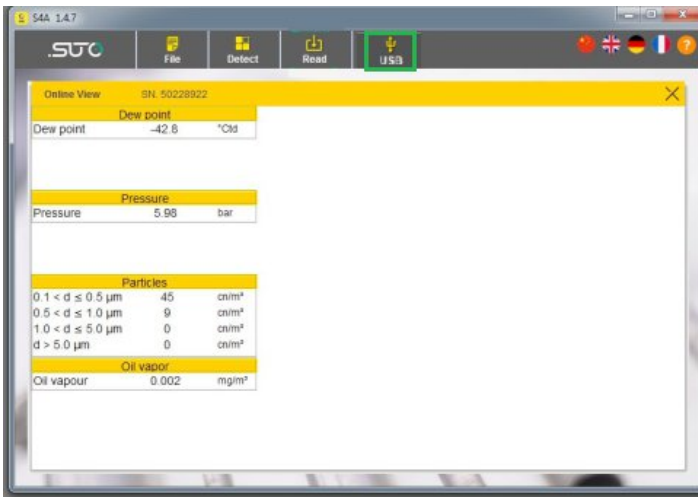 S4A 1.4.7
.SUTO
File
Detect
Read
USB
?
Online View SN. 50228922
Dew point
Dew point -42.8 °Ctd
Pressure
Pressure 5.98 bar
Particles
0.1 < d ≤ 0.5 µm 45 cn/m³
0.5 < d ≤ 1.0 µm 9 cn/m³
1.0 < d ≤ 5.0 µm 0 cn/m³
d > 5.0 µm 0 cn/m³
Oil vapor
Oil vapour 0.002 mg/m³